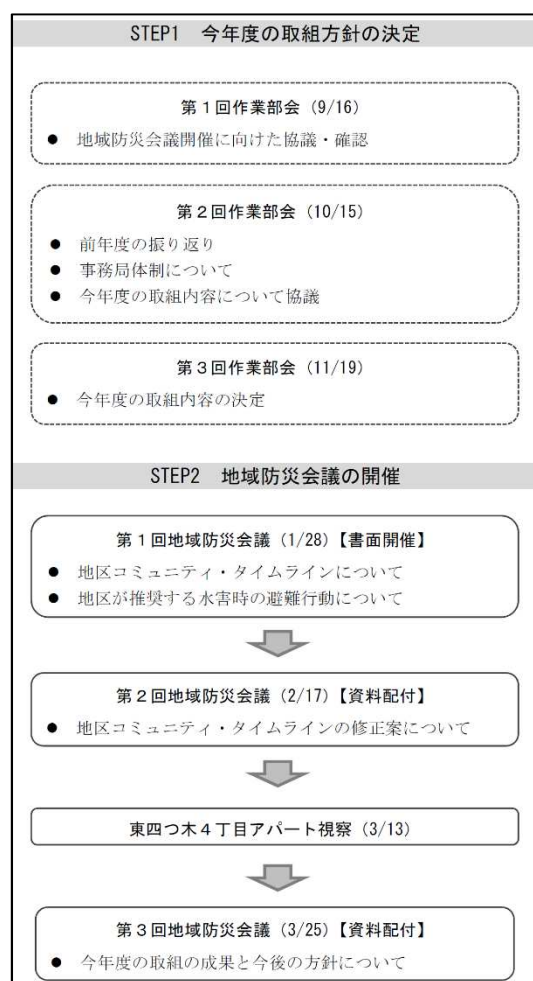 STEP1 今年度の取組方針の決定
第1回作業部会（9/16）
● 地域防災会議開催に向けた協議・確認
第2回作業部会（10/15）
● 前年度の振り返り
● 事務局体制について
● 今年度の取組内容について協議
第3回作業部会（11/19）
● 今年度の取組内容の決定
STEP2 地域防災会議の開催
第1回地域防災会議（1/28）【書面開催】
● 地区コミュニティ・タイムラインについて
● 地区が推奨する水害時の避難行動について
第2回地域防災会議（2/17）【資料配付】
● 地区コミュニティ・タイムラインの修正案について
東四つ木4丁目アパート視察（3/13）
第3回地域防災会議（3/25）【資料配付】
● 今年度の取組の成果と今後の方針について